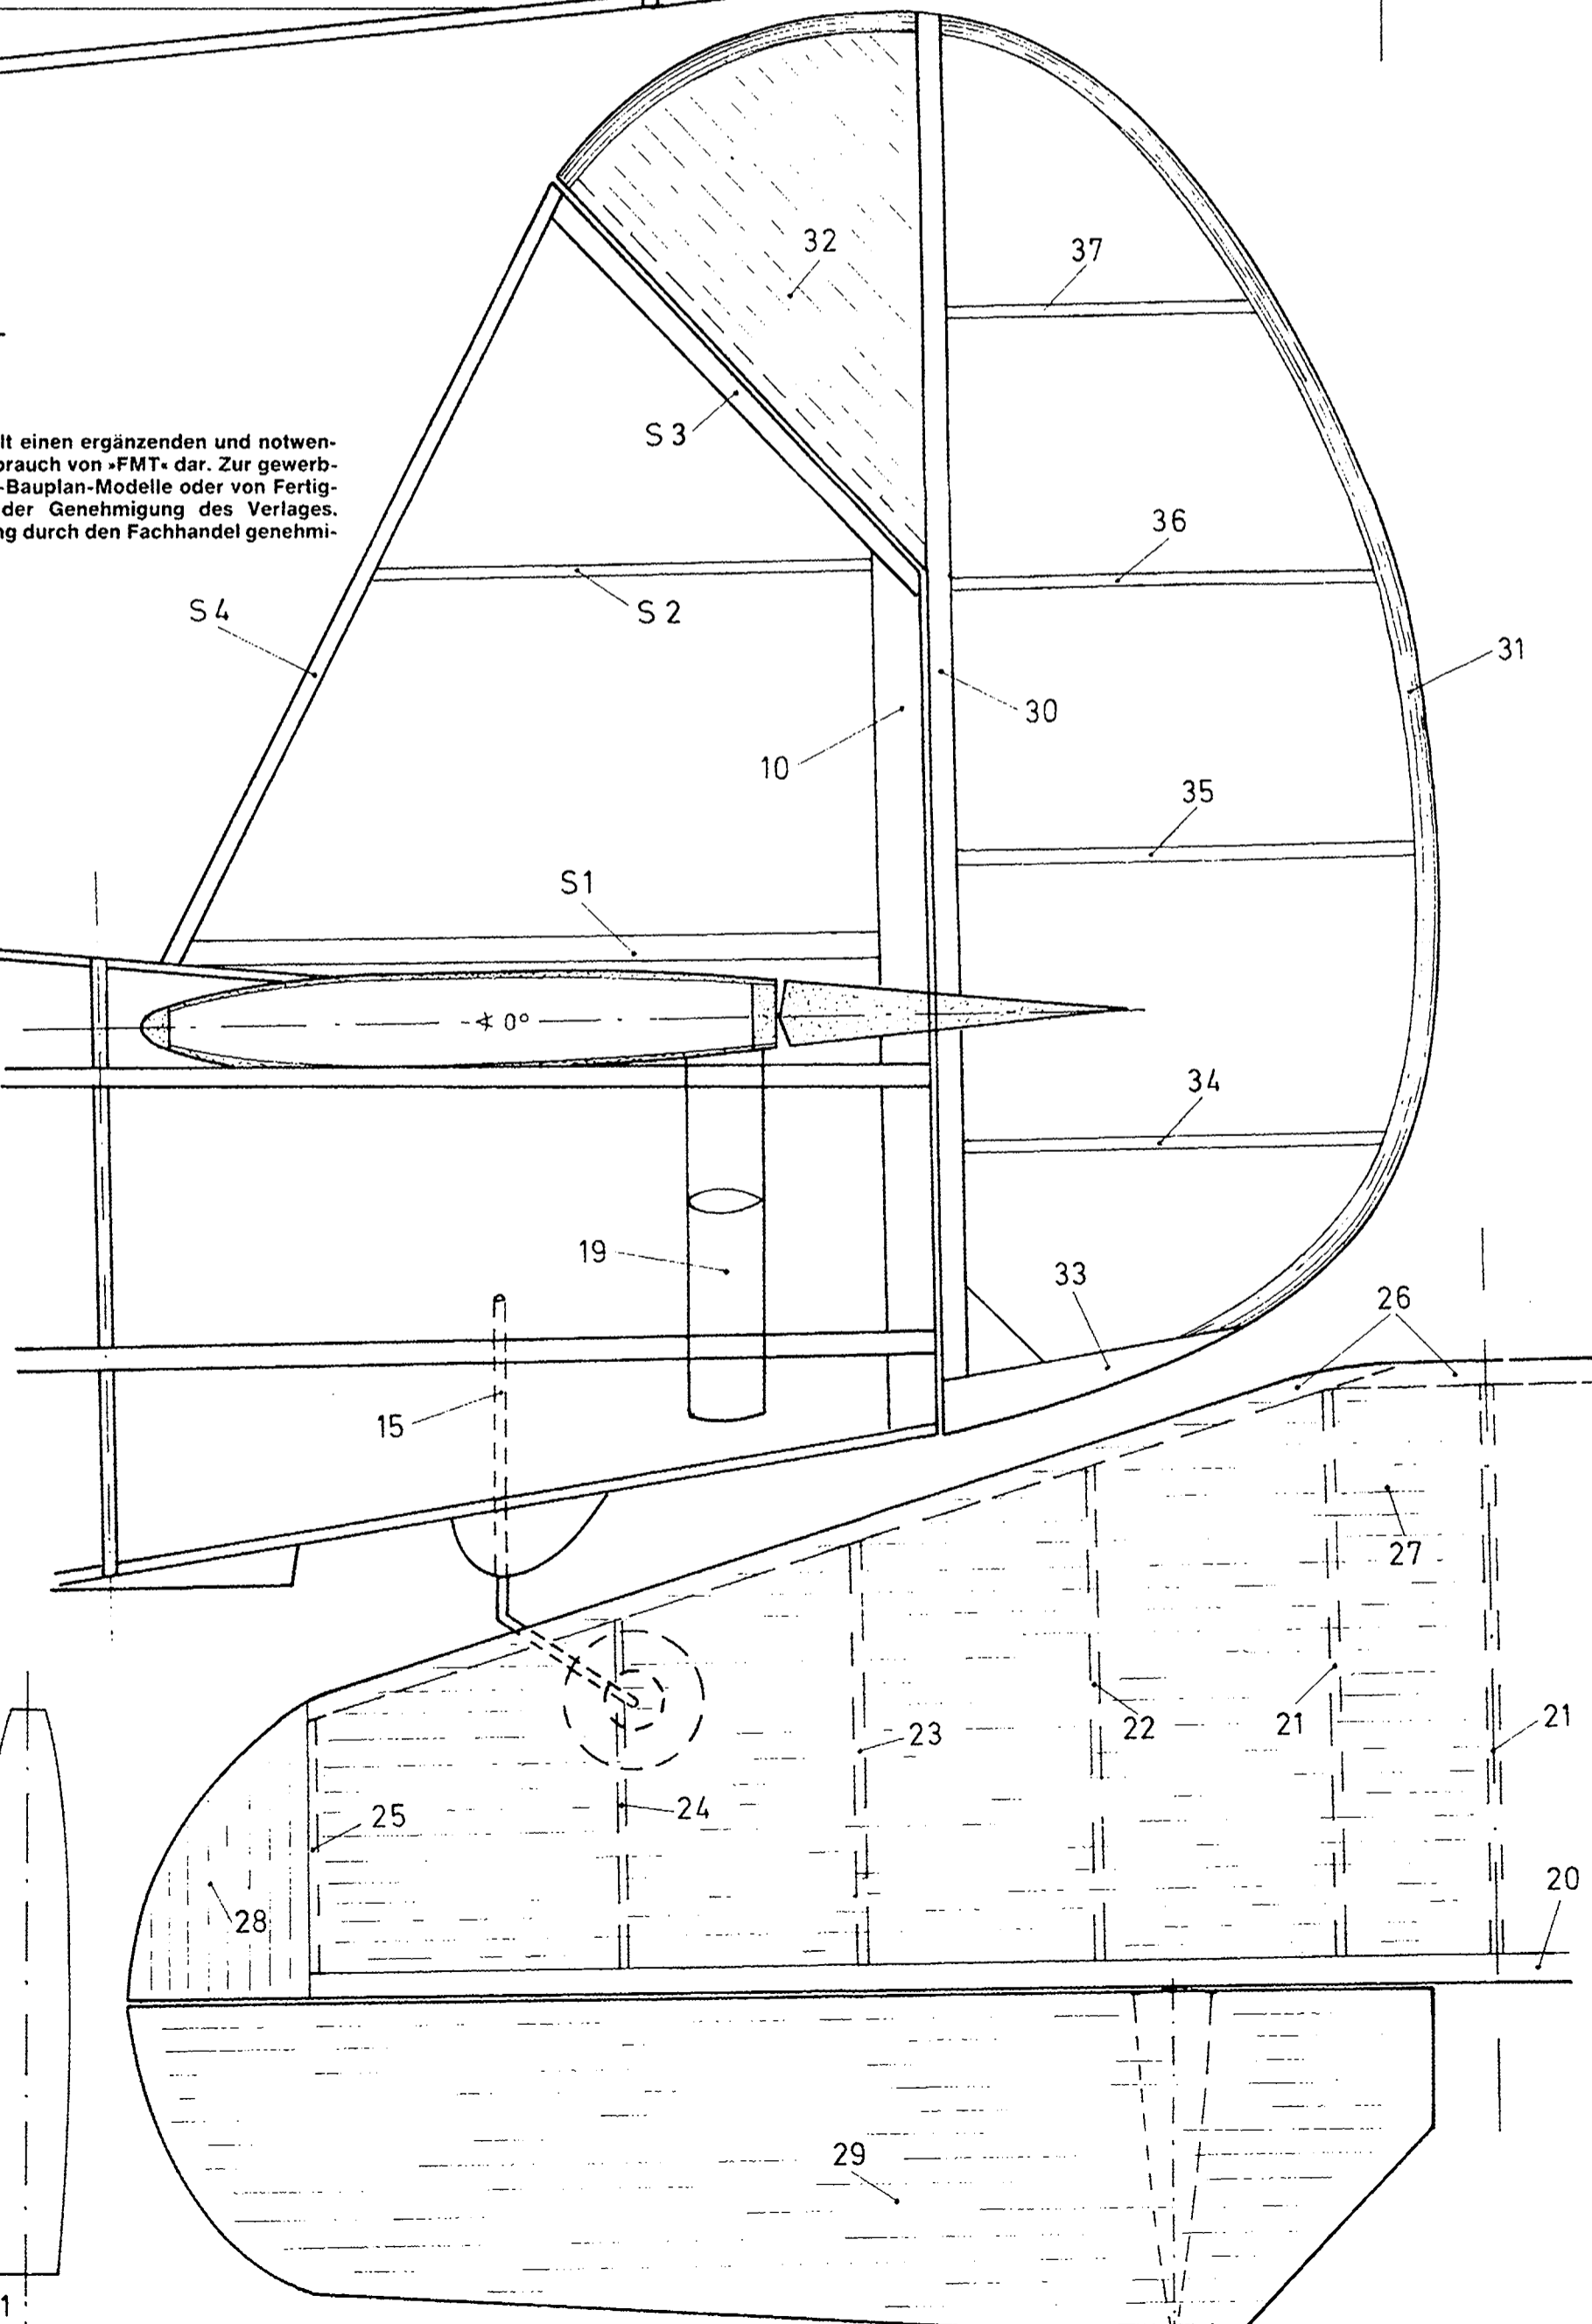 lt einen ergänzenden und notwen-
brauch von »FMT« dar. Zur gewerb-
-Bauplan-Modelle oder von Fertig-
der Genehmigung des Verlages.
ng durch den Fachhandel genehmi-
32
37
S 3
36
S 4
S 2
31
30
10
35
S1
∢ 0°
34
19
33
26
15
27
23
22
21
21
25
24
20
28
29
1